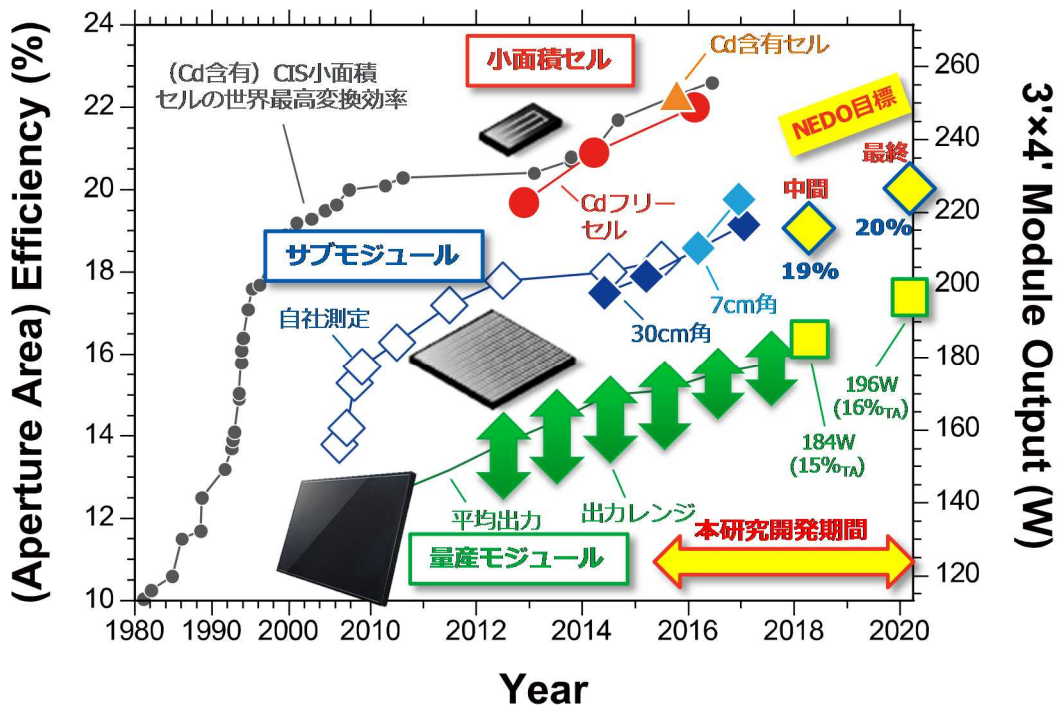 (Aperture Area) Efficiency (%)
24
22
20
18
16
14
12
10
(Cd含有)CIS小面積
セルの世界最高変換効率
小面積セル
Cd含有セル
Cdフリー
セル
NEDO目標
最終
中間
20%
19%
サブモジュール
自社測定
7cm角
30cm角
196W
(16%TA)
184W
(15%TA)
平均出力
出力レンジ
量産モジュール
本研究開発期間
260
240
220
200
180
160
140
120
3'×4' Module Output (W)
1980
1990
2000
2010
2012
2014
2016
2018
2020
Year